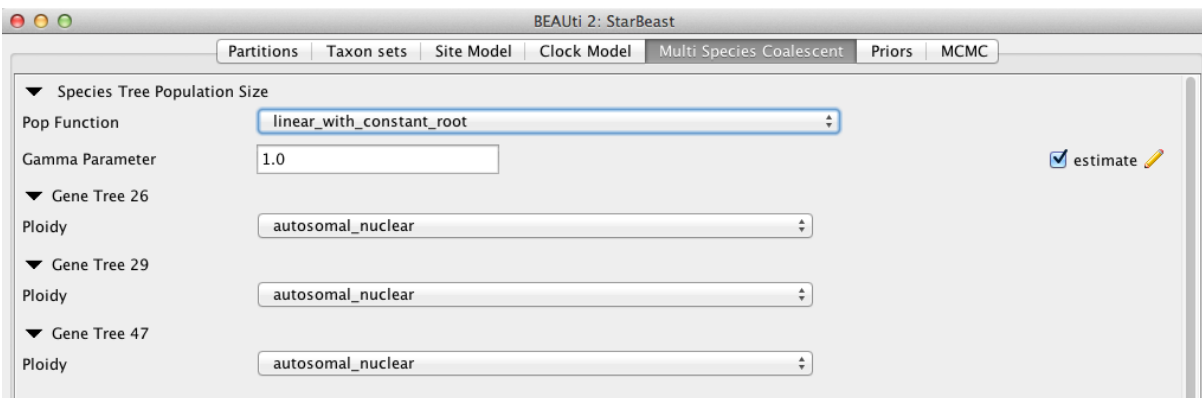 BEAUti 2: StarBeast
Partitions Taxon sets Site Model Clock Model Multi Species Coalescent Priors MCMC
Species Tree Population Size
Pop Function linear_with_constant_root
Gamma Parameter 1.0 estimate
Gene Tree 26
Ploidy autosomal_nuclear
Gene Tree 29
Ploidy autosomal_nuclear
Gene Tree 47
Ploidy autosomal_nuclear